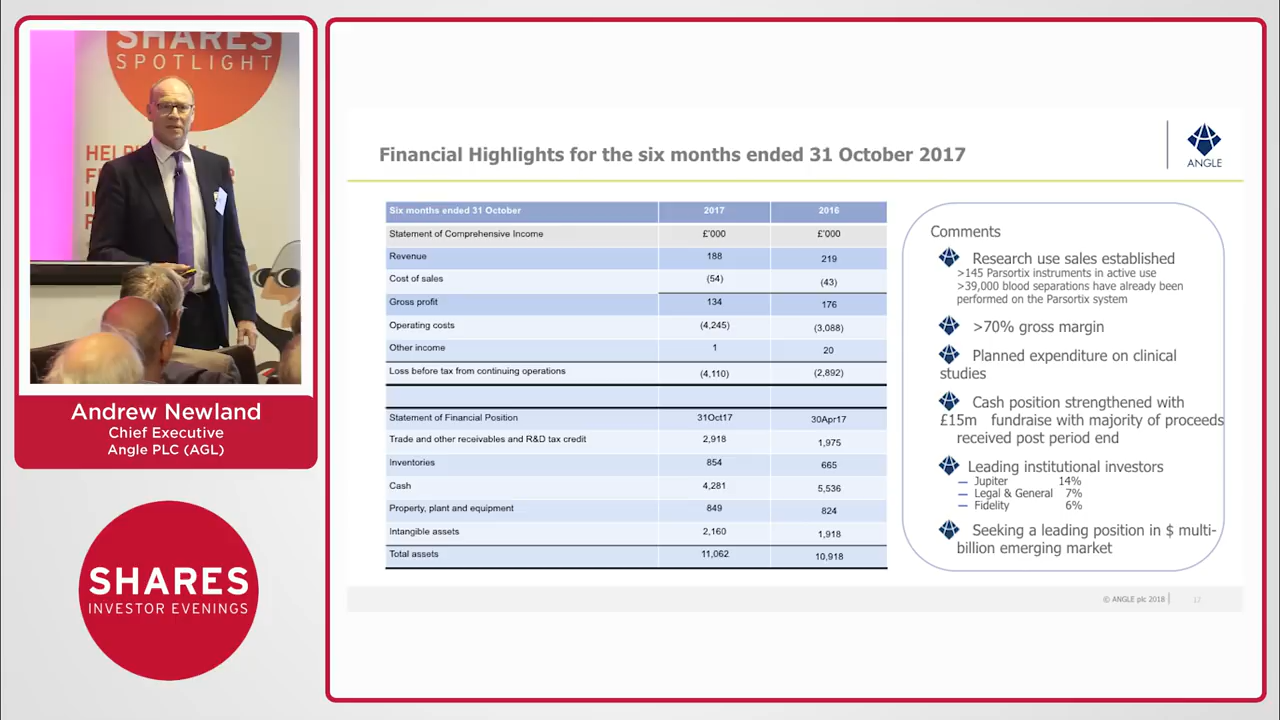 SHARES
SPOTLIGHT
Andrew Newland
Chief Executive
Angle PLC (AGL)
SHARES
INVESTOR EVENINGS
Financial Highlights for the six months ended 31 October 2017
ANGLE
Six months ended 31 October 2017 2016
Statement of Comprehensive Income £'000 £'000
Revenue 188 219
Cost of sales (54) (43)
Gross profit 134 176
Operating costs (4,245) (3,088)
Other income 1 20
Loss before tax from continuing operations (4,110) (2,892)
Statement of Financial Position 31Oct17 30Apr17
Trade and other receivables and R&D tax credit 2,918 1,975
Inventories 854 665
Cash 4,281 5,536
Property, plant and equipment 849 824
Intangible assets 2,160 1,918
Total assets 11,062 10,918
Comments
Research use sales established
>145 Parsortix instruments in active use
>39,000 blood separations have already been
performed on the Parsortix system
>70% gross margin
Planned expenditure on clinical
studies
Cash position strengthened with
£15m fundraise with majority of proceeds
received post period end
Leading institutional investors
– Jupiter 14%
– Legal & General 7%
– Fidelity 6%
Seeking a leading position in $ multi-
billion emerging market
© ANGLE plc 2018 12